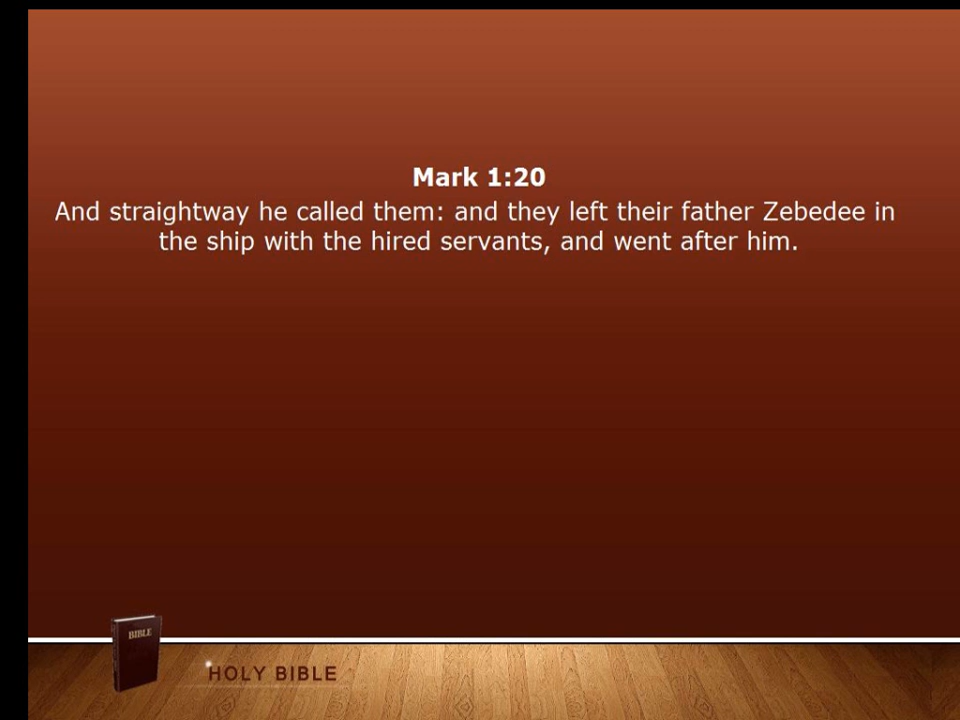 Mark 1:20
And straightway he called them: and they left their father Zebedee in
the ship with the hired servants, and went after him.
BIBLE
HOLY BIBLE